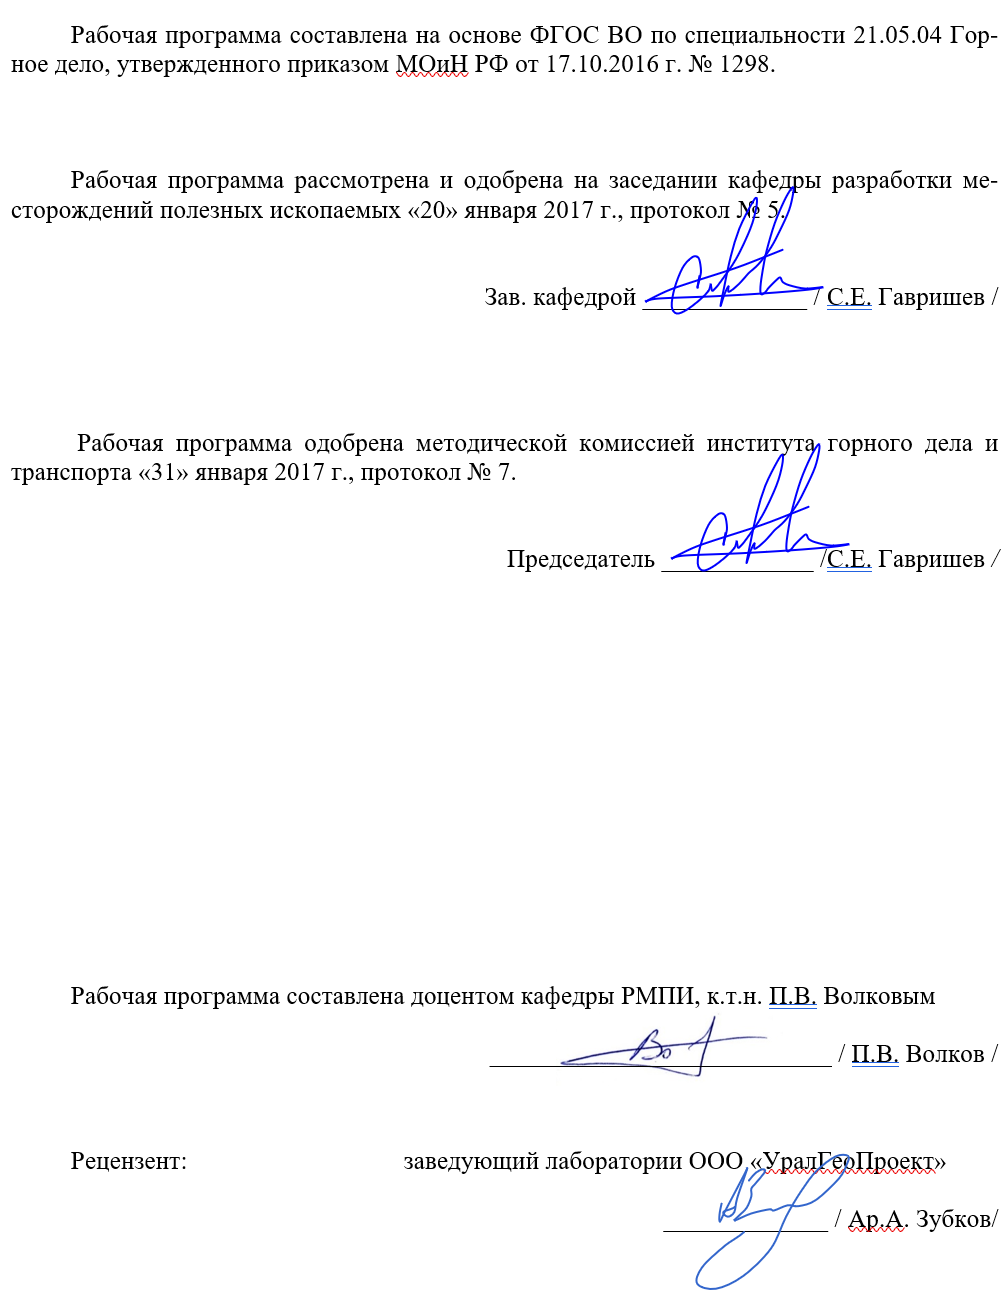 Рабочая программа составлена на основе ФГОС ВО по специальности 21.05.04 Гор-
ное дело, утвержденного приказом МОиН РФ от 17.10.2016 г. № 1298.
Рабочая программа рассмотрена и одобрена на заседании кафедры разработки ме-
сторождений полезных ископаемых «20» января 2017 г., протокол № 5.
Зав. кафедрой _____________ / С.Е. Гавришев /
Рабочая программа одобрена методической комиссией института горного дела и
транспорта «31» января 2017 г., протокол № 7.
Председатель ____________ /С.Е. Гавришев /
Рабочая программа составлена доцентом кафедры РМПИ, к.т.н. П.В. Волковым
___________________________ / П.В. Волков /
Рецензент: заведующий лаборатории ООО «УралГеоПроект»
_____________ / Ар.А. Зубков/